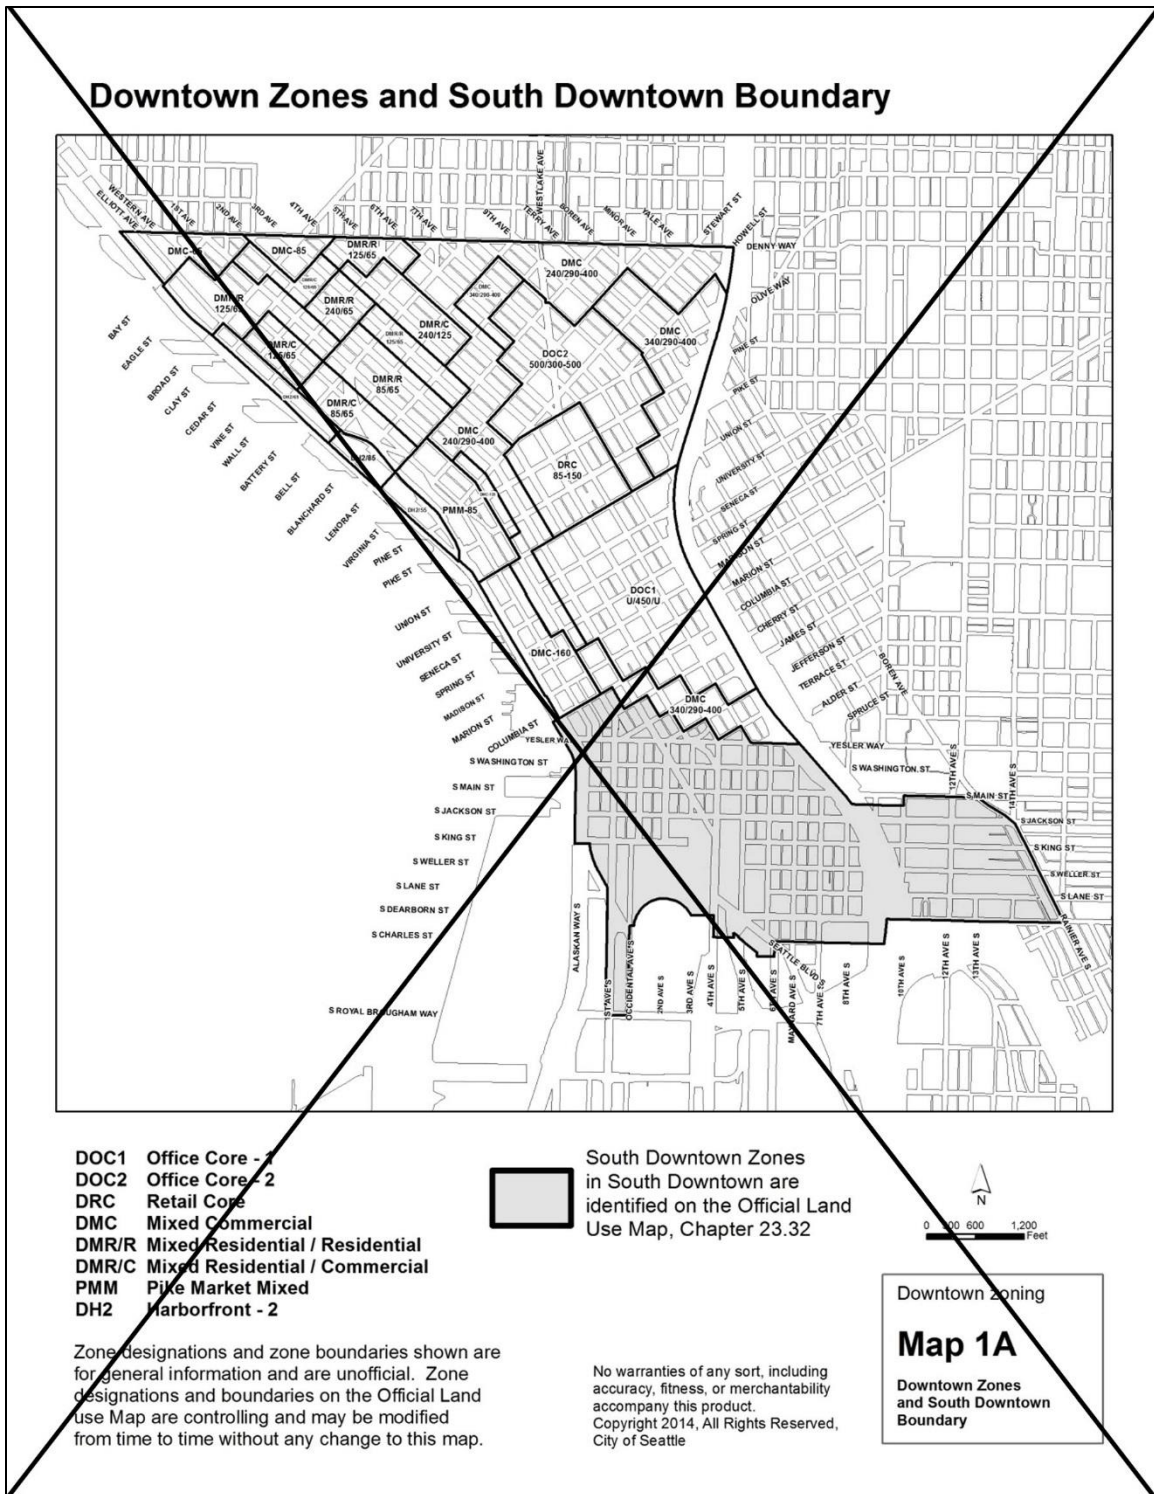 Downtown Zones and South Downtown Boundary
ELLIOTT AVE
WESTERN AVE
1ST AVE
2ND AVE
3RD AVE
4TH AVE
5TH AVE
6TH AVE
7TH AVE
9TH AVE
WESTLAKE AVE
TERRY AVE
BOREN AVE
MINOR AVE
YALE AVE
STEWART ST
HOWELL ST
DENNY WAY
OLIVE WAY
PINE ST
PIKE ST
UNION ST
UNIVERSITY ST
SENECA ST
SPRING ST
MADISON ST
MARION ST
COLUMBIA ST
CHERRY ST
JAMES ST
JEFFERSON ST
TERRACE ST
ALDER ST
SPRUCE ST
BOREN AVE
YESLER WAY
S WASHINGTON ST
12TH AVE S
14TH AVE S
S MAIN ST
S JACKSON ST
S KING ST
S WELLER ST
S LANE ST
RAINIER AVE S
DMC-65
DMC-85
DMR/R
125/65
DMC
240/290-400
DMR/R
125/65
DMR/R
240/65
DMC
340/290-400
DMR/C
240/125
DMR/R
125/65
DMC
340/290-400
DMR/C
125/65
DOC2
500/300-500
DMR/R
85/65
DMR/C
85/65
DMC
240/290-400
DRC
85-150
DH2/85
DH2/55
PMM-85
DOC1
U/450/U
DMC-160
DMC
340/290-400
BAY ST
EAGLE ST
BROAD ST
CLAY ST
CEDAR ST
VINE ST
WALL ST
BATTERY ST
BELL ST
BLANCHARD ST
LENORA ST
VIRGINIA ST
PINE ST
PIKE ST
UNION ST
UNIVERSITY ST
SENECA ST
SPRING ST
MADISON ST
MARION ST
COLUMBIA ST
YESLER WAY
S WASHINGTON ST
S MAIN ST
S JACKSON ST
S KING ST
S WELLER ST
S LANE ST
S DEARBORN ST
S CHARLES ST
S ROYAL BROUGHAM WAY
ALASKAN WAY S
1ST AVE S
OCCIDENTAL AVE S
2ND AVE S
3RD AVE S
4TH AVE S
5TH AVE S
6TH AVE S
SEATTLE BLVD S
MAYNARD AVE S
7TH AVE S
8TH AVE S
10TH AVE S
12TH AVE S
13TH AVE S
DOC1 Office Core - 1
DOC2 Office Core - 2
DRC Retail Core
DMC Mixed Commercial
DMR/R Mixed Residential / Residential
DMR/C Mixed Residential / Commercial
PMM Pike Market Mixed
DH2 Harborfront - 2
South Downtown Zones
in South Downtown are
identified on the Official Land
Use Map, Chapter 23.32
N
0 300 600 1,200
Feet
Zone designations and zone boundaries shown are
for general information and are unofficial. Zone
designations and boundaries on the Official Land
use Map are controlling and may be modified
from time to time without any change to this map.
No warranties of any sort, including
accuracy, fitness, or merchantability
accompany this product.
Copyright 2014, All Rights Reserved,
City of Seattle
Downtown zoning
Map 1A
Downtown Zones
and South Downtown
Boundary